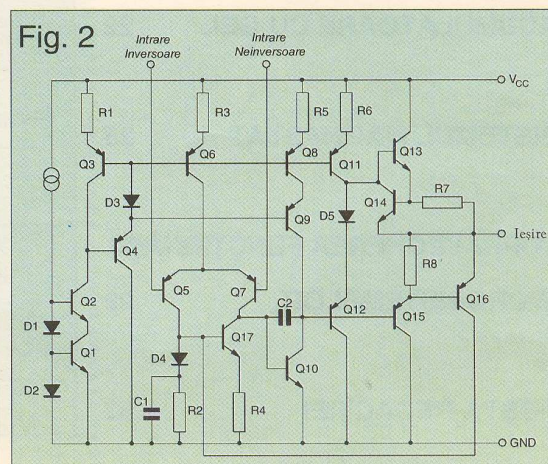 Fig. 2
Intrare
Inversoare
Intrare
Neinversoare
VCC
R1
R3
R5
R6
Q3
Q6
Q8
Q11
Q13
D3
Q14
R7
Q4
Q9
D5
Ieșire
R8
Q5
Q7
Q16
Q2
C2
Q12
Q15
D1
Q17
Q1
D4
Q10
D2
C1
R2
R4
GND